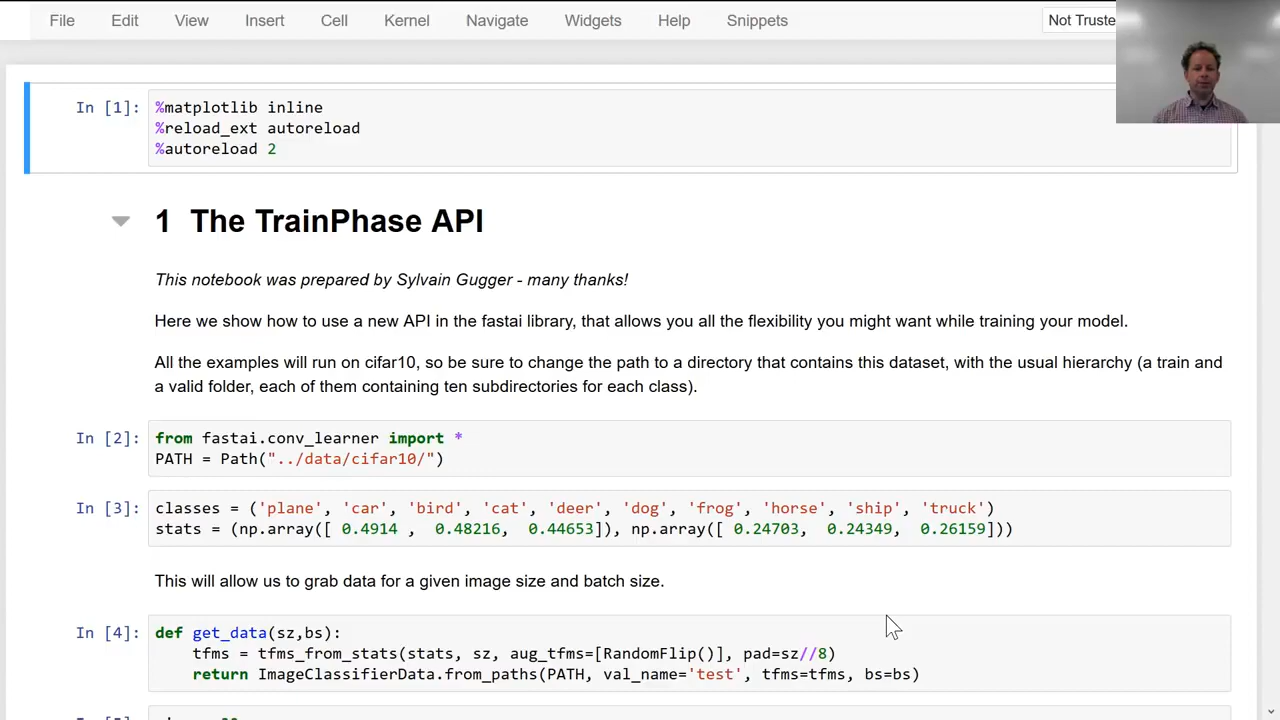 File Edit View Insert Cell Kernel Navigate Widgets Help Snippets Not Truste
In [1]: %matplotlib inline
%reload_ext autoreload
%autoreload 2
1 The TrainPhase API
This notebook was prepared by Sylvain Gugger - many thanks!
Here we show how to use a new API in the fastai library, that allows you all the flexibility you might want while training your model.
All the examples will run on cifar10, so be sure to change the path to a directory that contains this dataset, with the usual hierarchy (a train and
a valid folder, each of them containing ten subdirectories for each class).
In [2]: from fastai.conv_learner import *
PATH = Path("../data/cifar10/")
In [3]: classes = ('plane', 'car', 'bird', 'cat', 'deer', 'dog', 'frog', 'horse', 'ship', 'truck')
stats = (np.array([ 0.4914 , 0.48216, 0.44653]), np.array([ 0.24703, 0.24349, 0.26159]))
This will allow us to grab data for a given image size and batch size.
In [4]: def get_data(sz,bs):
tfms = tfms_from_stats(stats, sz, aug_tfms=[RandomFlip()], pad=sz//8)
return ImageClassifierData.from_paths(PATH, val_name='test', tfms=tfms, bs=bs)